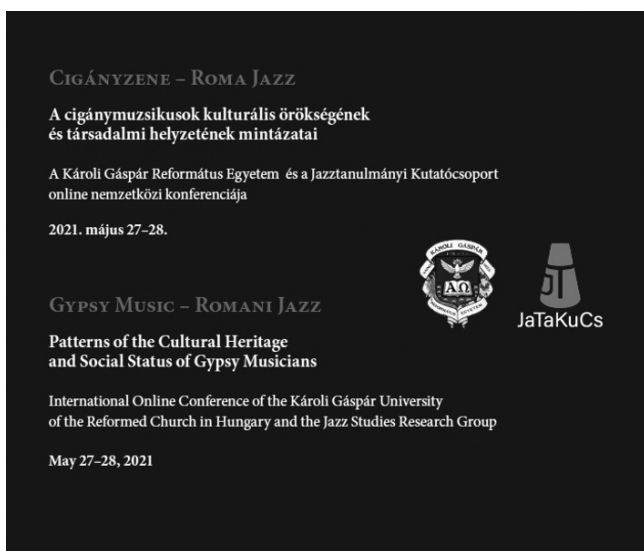 Cigányzene – Roma Jazz
A cigánymuzsikusok kulturális örökségének
és társadalmi helyzetének mintázatai
A Károli Gáspár Református Egyetem és a Jazztanulmányi Kutatócsoport
online nemzetközi konferenciája
2021. május 27–28.
KÁROLI GÁSPÁR
ΑΩ
JT
JaTaKuCs
Gypsy Music – Romani Jazz
Patterns of the Cultural Heritage
and Social Status of Gypsy Musicians
International Online Conference of the Károli Gáspár University
of the Reformed Church in Hungary and the Jazz Studies Research Group
May 27–28, 2021